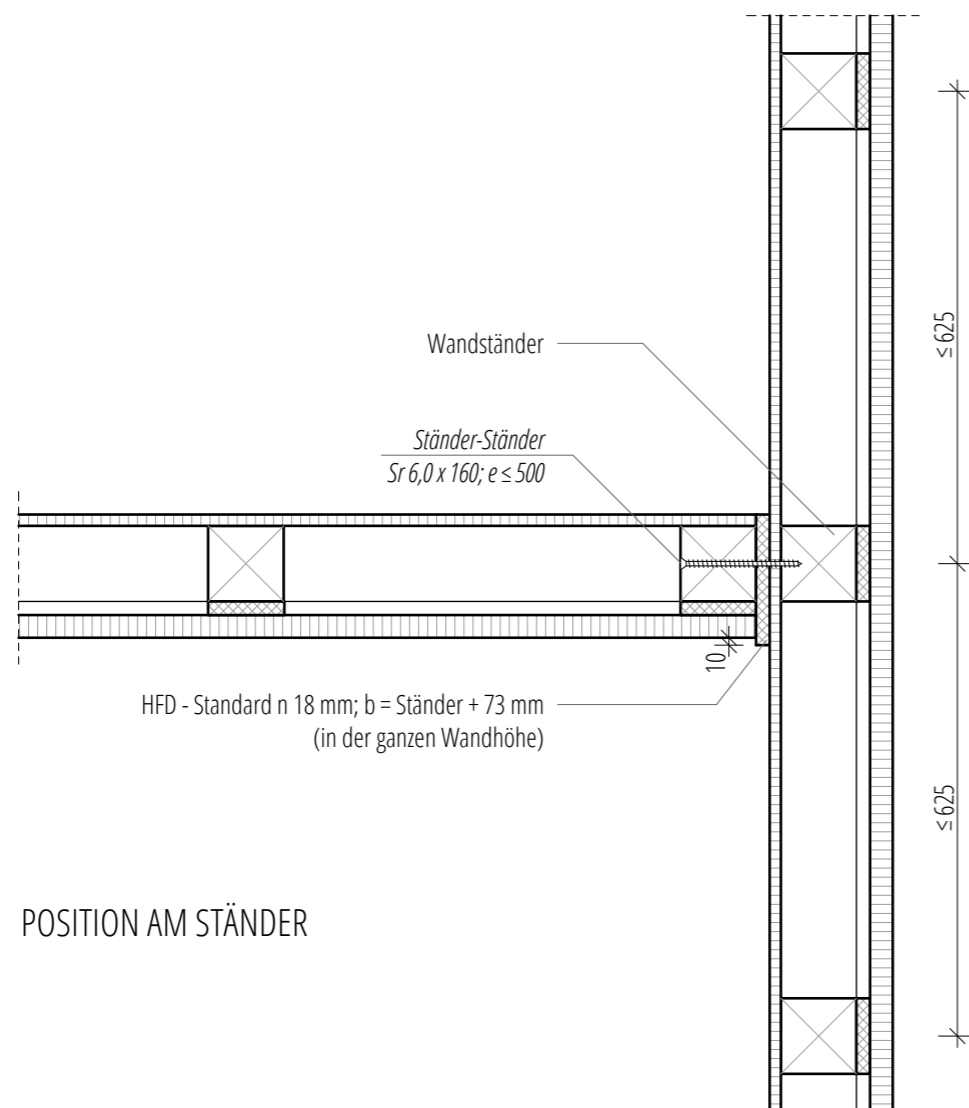 ≤ 625
Wandständer
Ständer-Ständer
Sr 6,0 x 160; e ≤ 500
10
HFD - Standard n 18 mm; b = Ständer + 73 mm
(in der ganzen Wandhöhe)
≤ 625
POSITION AM STÄNDER